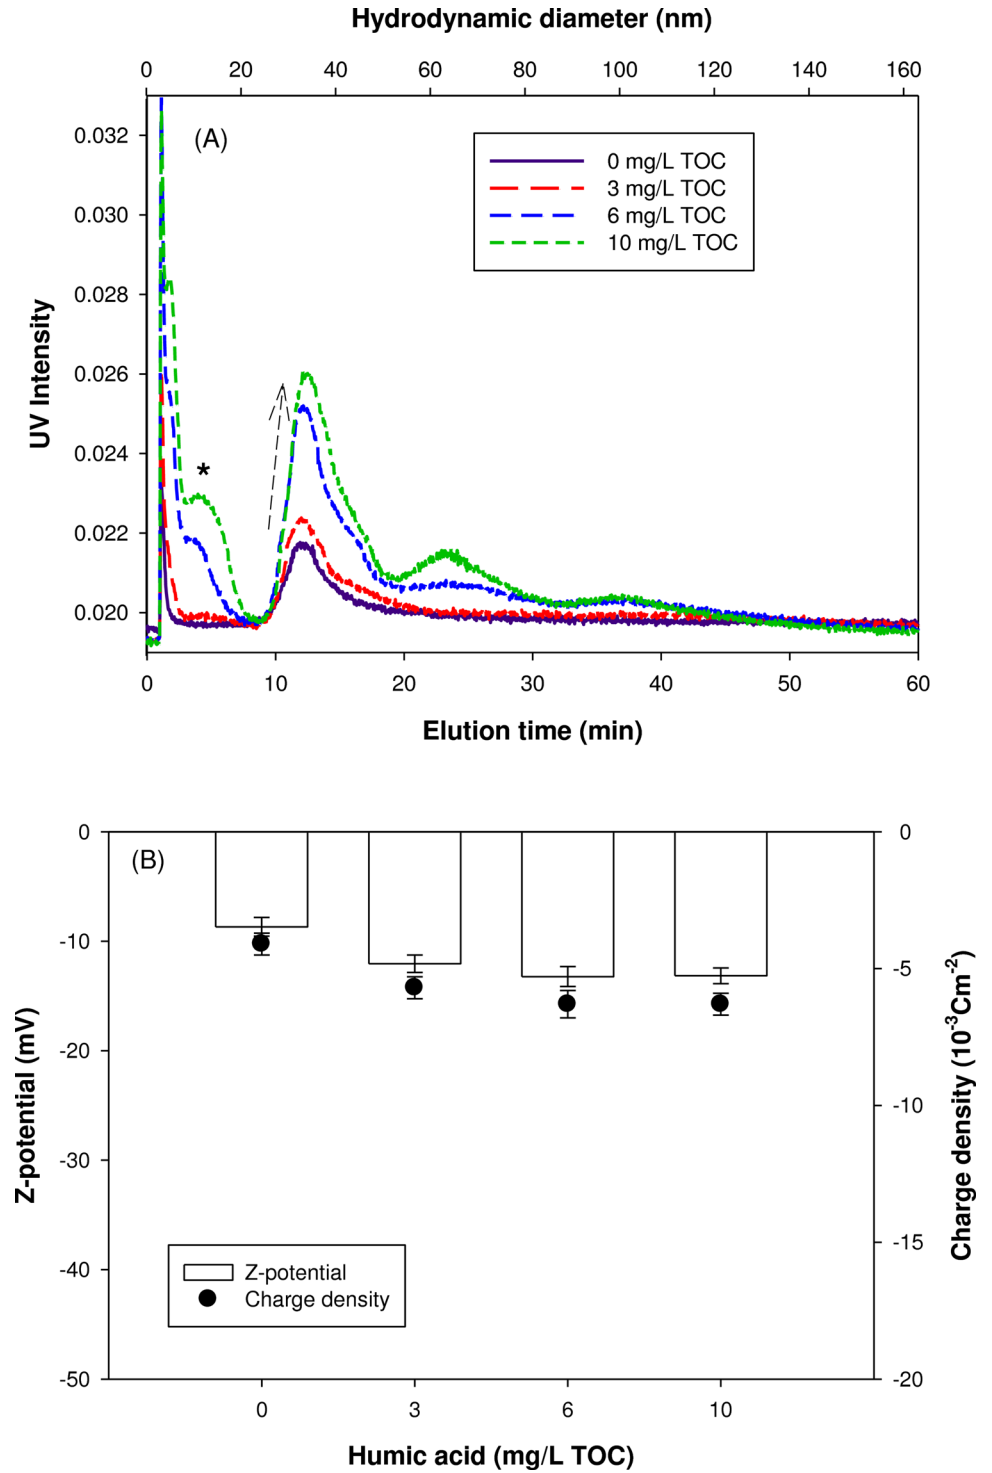 Hydrodynamic diameter (nm)
0 20 40 60 80 100 120 140 160
(A)
0 mg/L TOC
3 mg/L TOC
6 mg/L TOC
10 mg/L TOC
*
UV Intensity
0.032
0.030
0.028
0.026
0.024
0.022
0.020
0 10 20 30 40 50 60
Elution time (min)
(B)
Z-potential (mV)
0
-10
-20
-30
-40
-50
Z-potential
Charge density
0
-5
-10
-15
-20
Charge density (10⁻³Cm⁻²)
0 3 6 10
Humic acid (mg/L TOC)